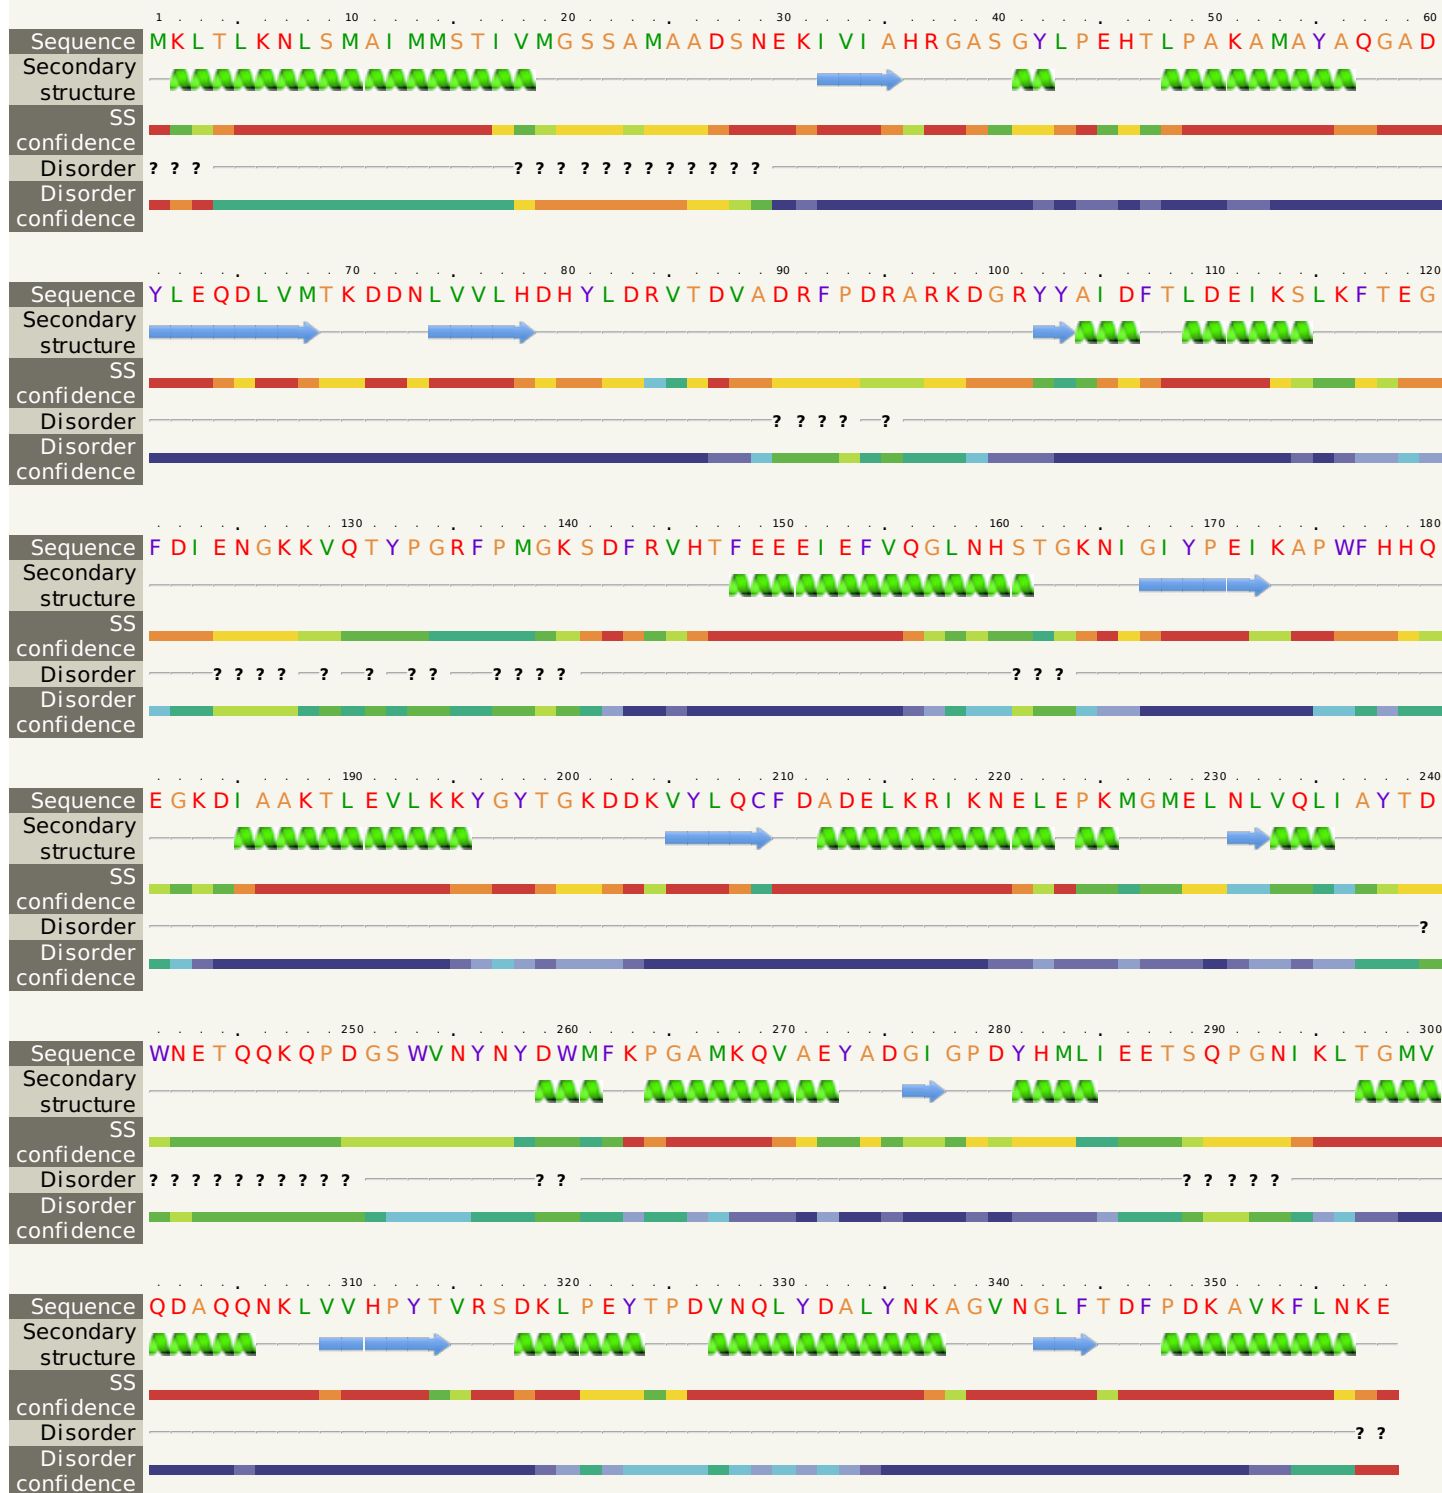 1 10 20 30 40 50 60
Sequence MKLTLKNLSMAIMMSTIVMGSSAMAADSNEKIVIAHRGASGYLPEHTLPAKAMAYAQGAD
Secondary
structure
SS
confidence
Disorder ? ? ? ? ? ? ? ? ? ? ? ? ? ? ?
Disorder
confidence
70 80 90 100 110 120
Sequence YLEQDLVMTKDDNLVVLHDHYLDRVTDVADRFPDRARKDGRYYAIDFTLDEIKSLKFTEG
Secondary
structure
SS
confidence
Disorder ? ? ? ? ?
Disorder
confidence
130 140 150 160 170 180
Sequence FDIENGKKVQTYPGRFPMGKSDFRVHTFEEEIEFVQGLNHSTGKNIGIYPEIKAPWFHHQ
Secondary
structure
SS
confidence
Disorder ? ? ? ? ? ? ? ? ? ? ? ? ? ? ?
Disorder
confidence
190 200 210 220 230 240
Sequence EGKDIAAKTLEVLKKYGYTGKDDKVYLQCFDADELKRIKNELEPKMGMELNLVQLIAYTD
Secondary
structure
SS
confidence
Disorder ?
Disorder
confidence
250 260 270 280 290 300
Sequence WNETQQKQPDGSWVNYNYDWMFKPGAMKQVAEYADGIGPDYHMLIEETSQPGNIKLTGMV
Secondary
structure
SS
confidence
Disorder ? ? ? ? ? ? ? ? ? ? ? ? ? ? ? ? ?
Disorder
confidence
310 320 330 340 350
Sequence QDAQQNKLVVHPYTVRSDKLPEYTPDVNQLYDALYNKAGVNGLFTDFPDKAVKFLNKE
Secondary
structure
SS
confidence
Disorder ? ?
Disorder
confidence